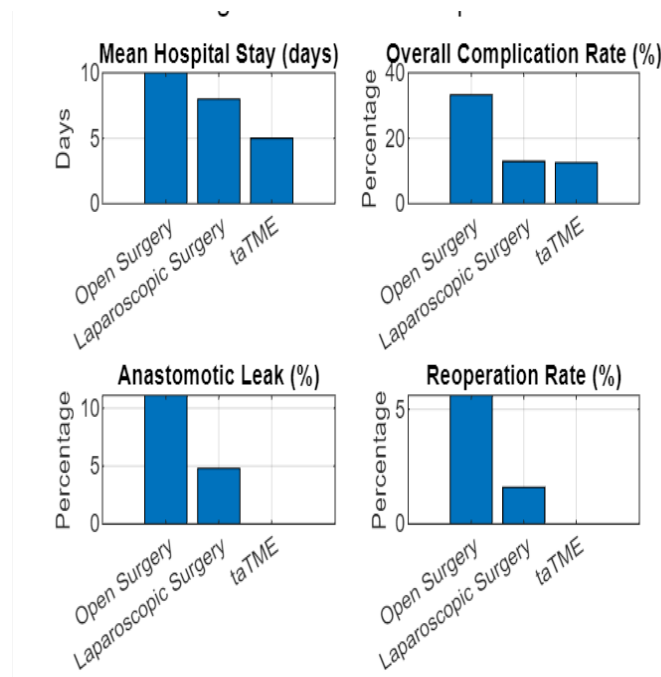 Mean Hospital Stay (days)
Overall Complication Rate (%)
Days
10
5
0
Open Surgery
Laparoscopic Surgery
taTME
Percentage
40
20
0
Open Surgery
Laparoscopic Surgery
taTME
Anastomotic Leak (%)
Reoperation Rate (%)
Percentage
10
5
0
Open Surgery
Laparoscopic Surgery
taTME
Percentage
5
0
Open Surgery
Laparoscopic Surgery
taTME